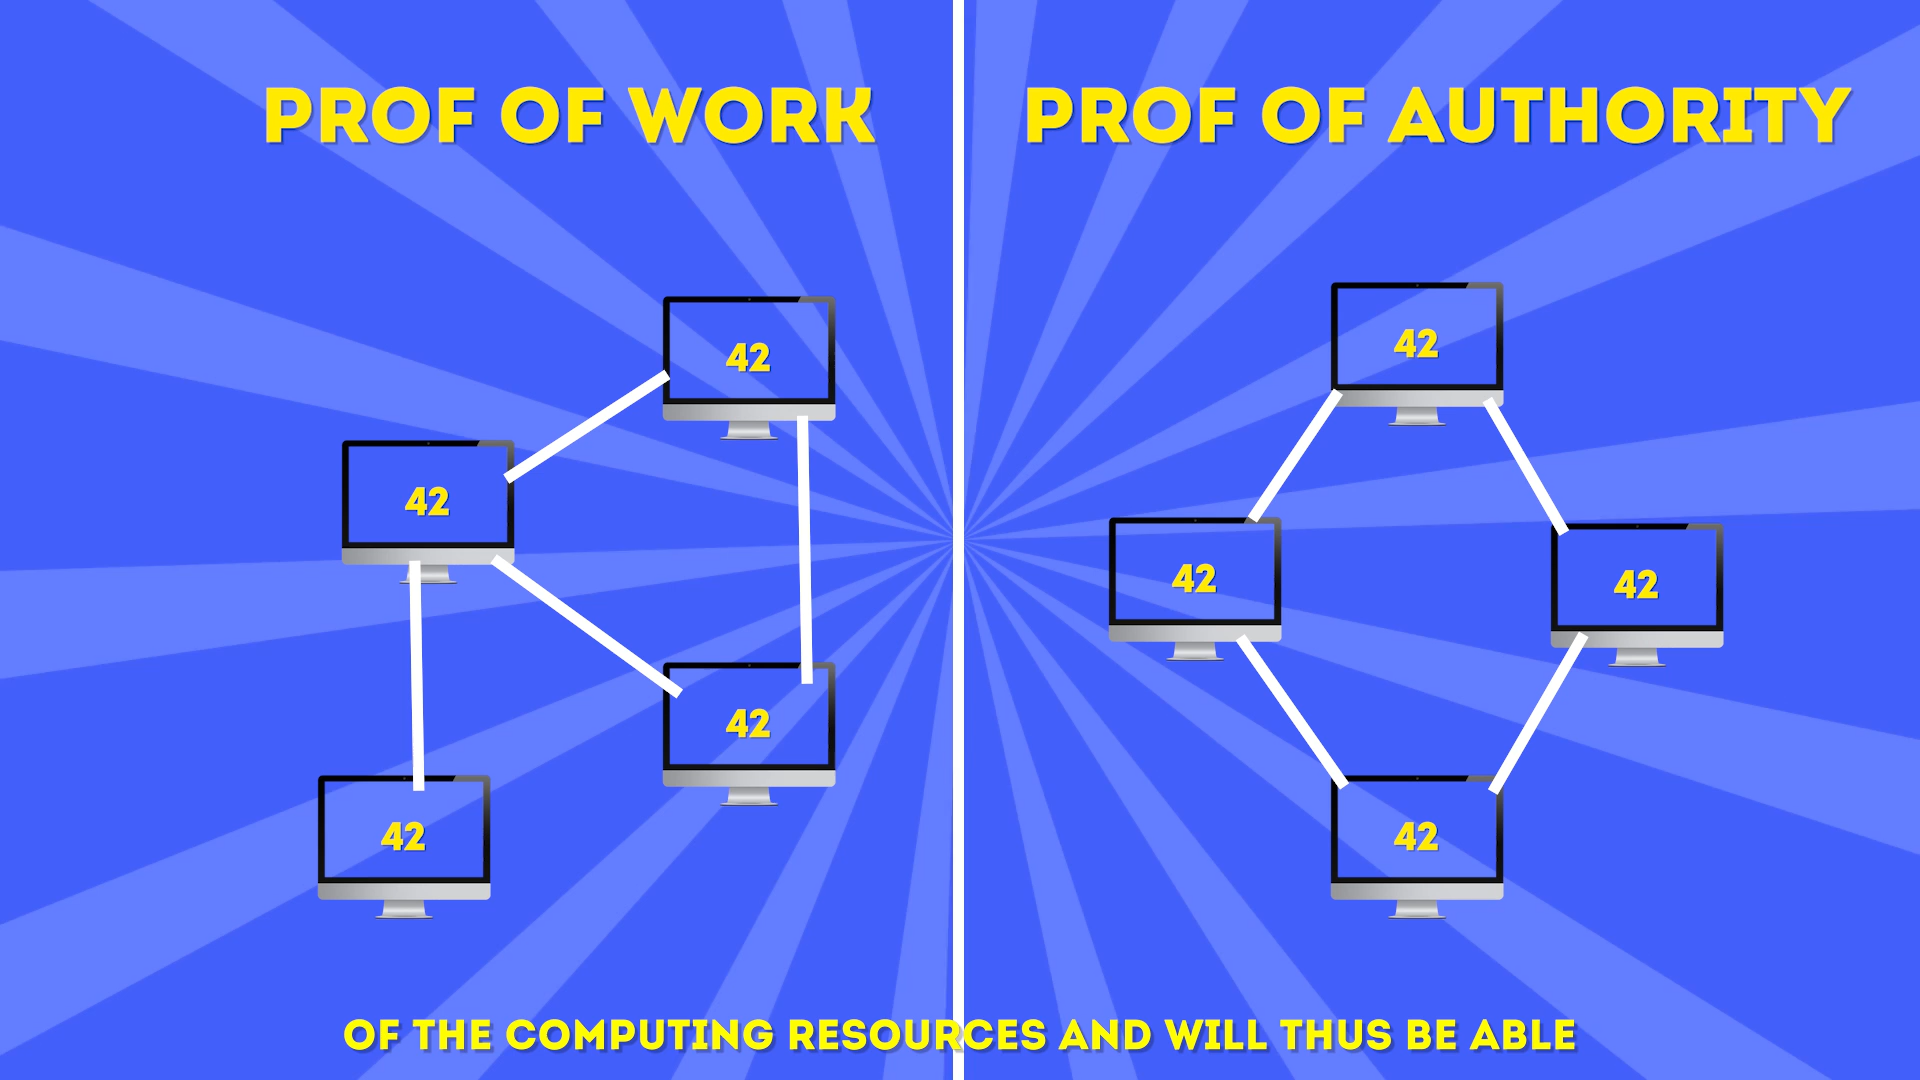 PROF OF WORK
PROF OF AUTHORITY
42
42
42
42
42
42
42
42
OF THE COMPUTING RESOURCES AND WILL THUS BE ABLE